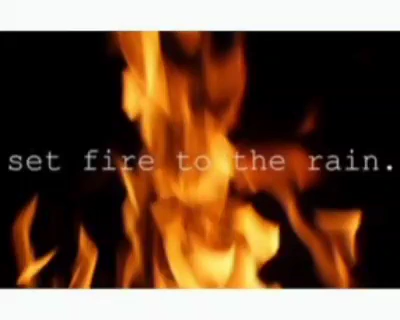 set fire to the rain.